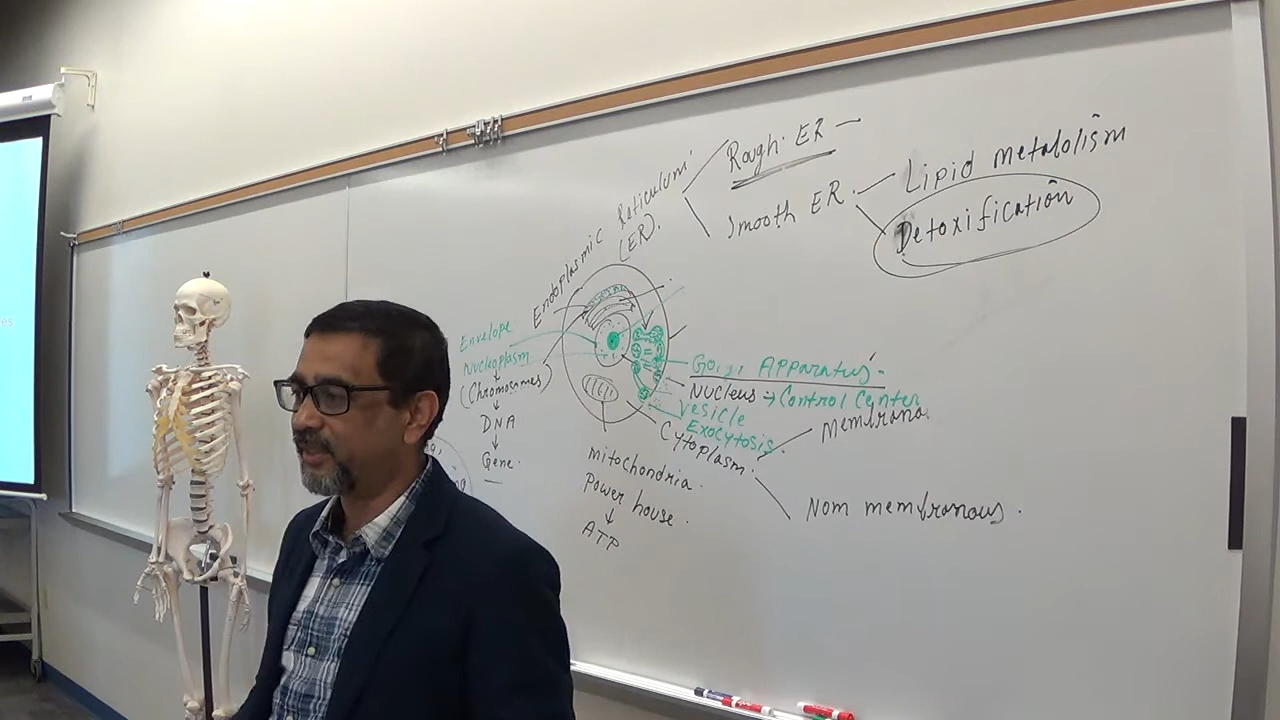 Rough ER —
Endoplasmic Reticulum
(ER).
Smooth ER
Lipid metabolism
Detoxification
Envelope
Nucleoplasm
(Chromosomes)
DNA
Gene.
Golgi Apparatus
Nucleus → Control Center
Vesicle
Exocytosis
Cytoplasm.
Membrano.
Non membranous.
mitochondria.
Power house.
ATP